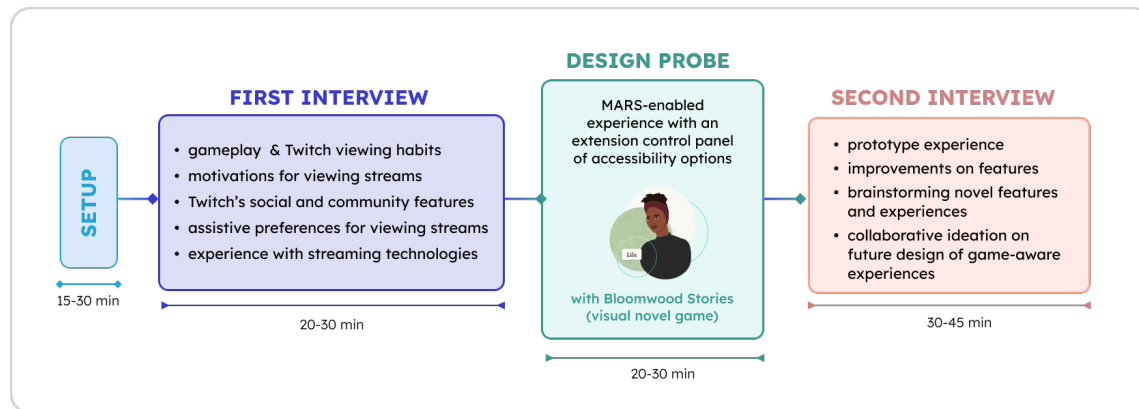 SETUP
15-30 min
FIRST INTERVIEW
• gameplay & Twitch viewing habits
• motivations for viewing streams
• Twitch's social and community features
• assistive preferences for viewing streams
• experience with streaming technologies
20-30 min
DESIGN PROBE
MARS-enabled
experience with an
extension control panel
of accessibility options
Lila
with Bloomwood Stories
(visual novel game)
20-30 min
SECOND INTERVIEW
• prototype experience
• improvements on features
• brainstorming novel features
and experiences
• collaborative ideation on
future design of game-aware
experiences
30-45 min